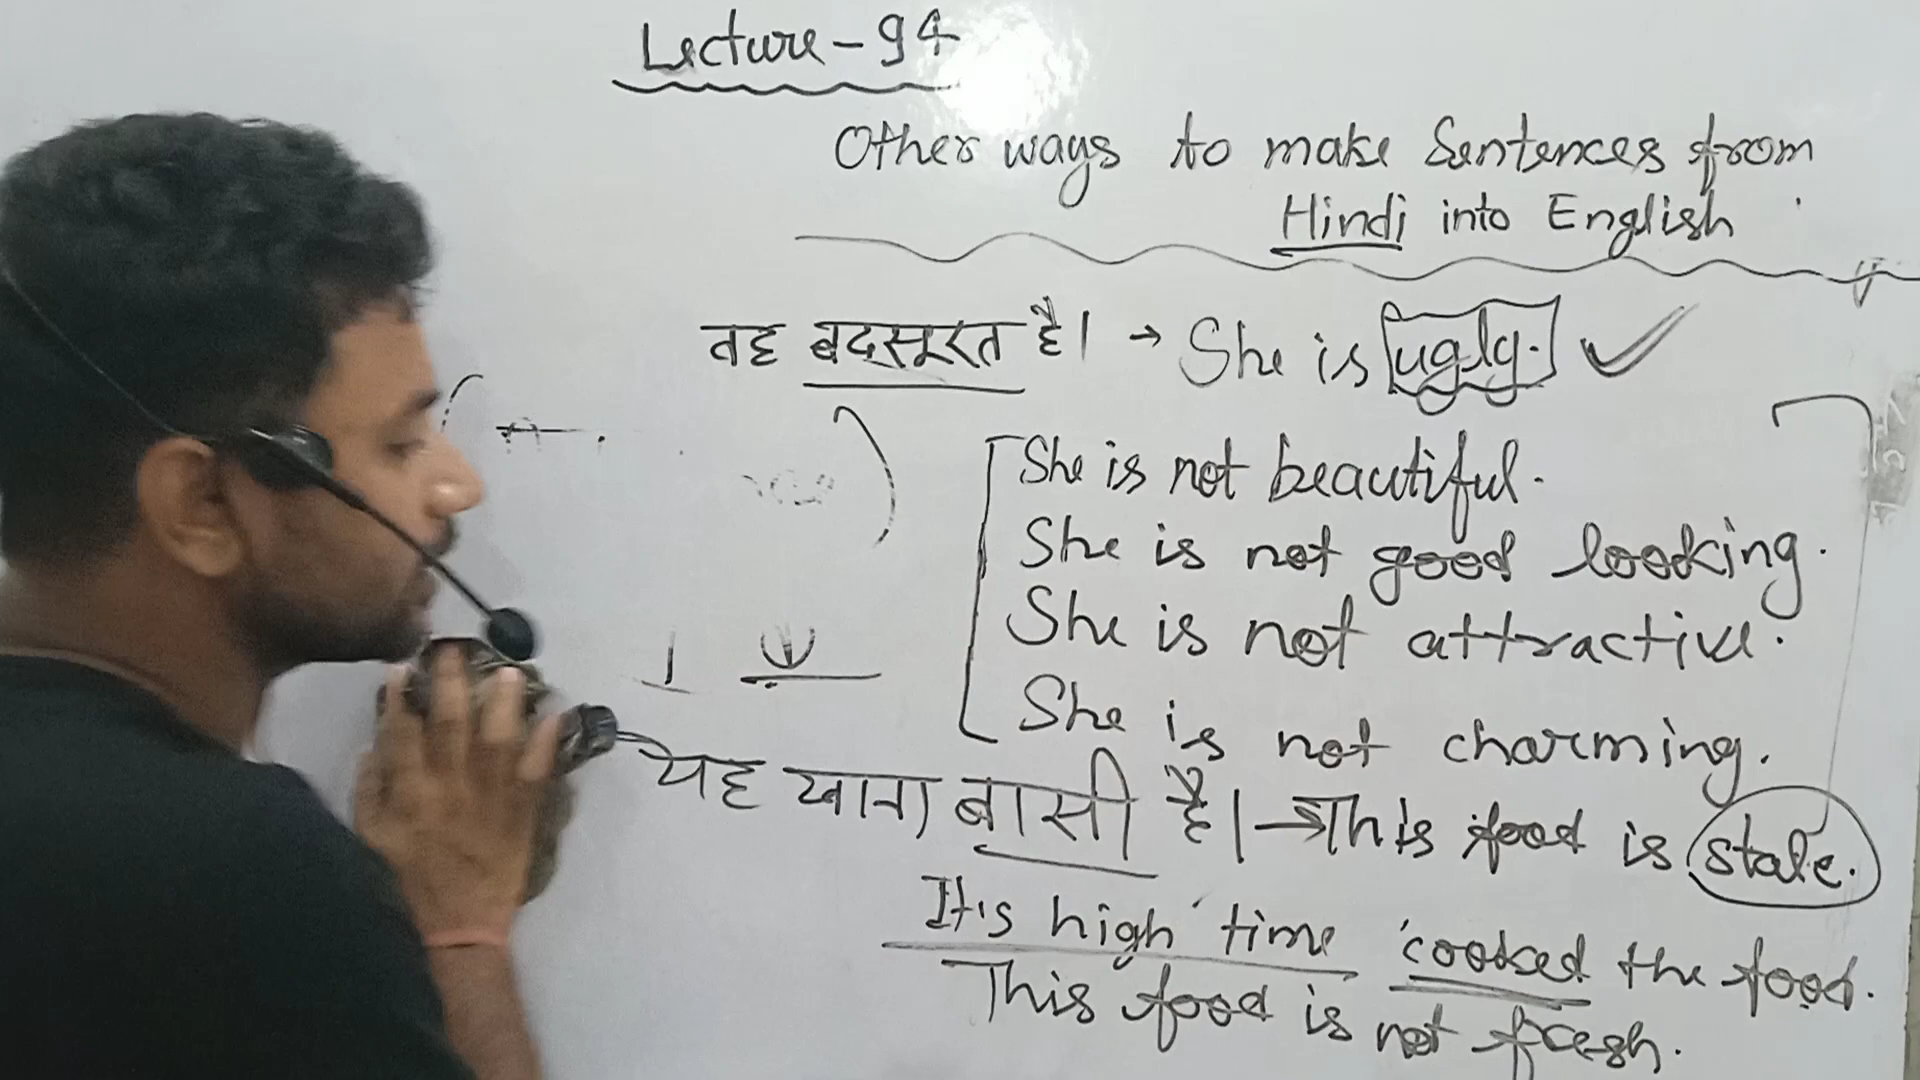 Lecture - 94
Other ways to make Sentences from
Hindi into English
वह बदसूरत है। → She is ugly. ✓
She is not beautiful.
She is not good looking.
She is not attractive.
She is not charming.
यह खाना बासी है। → This food is stale.
It's high time cooked the food.
This food is not fresh.